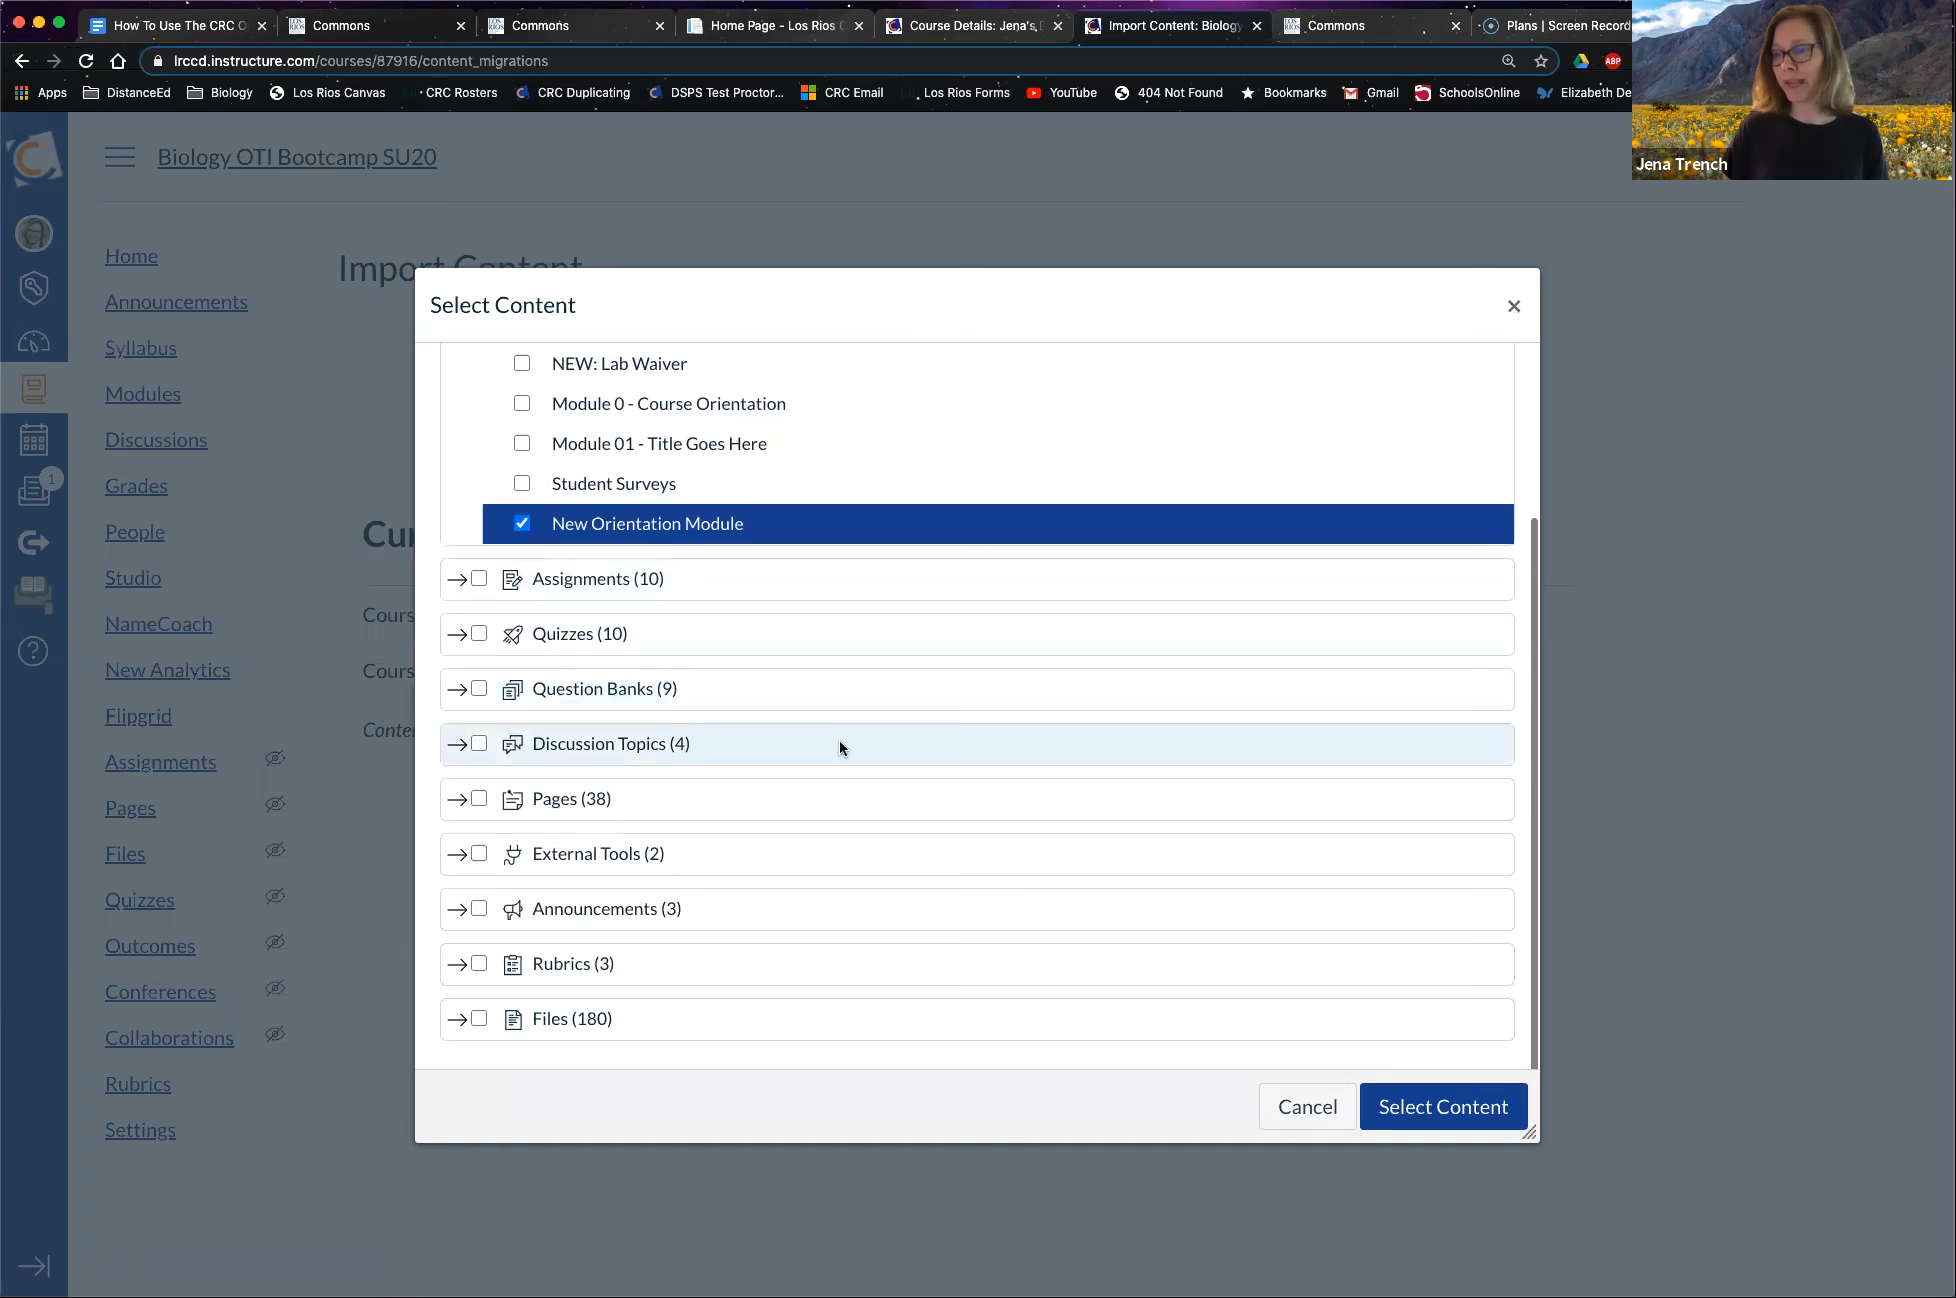 How To Use The CRC O
Commons
Commons
Home Page - Los Rios C
Course Details: Jena's
Import Content: Biology
Commons
Plans | Screen Record
lrccd.instructure.com/courses/87916/content_migrations
ABP
Apps
DistanceEd
Biology
Los Rios Canvas
CRC Rosters
CRC Duplicating
DSPS Test Proctor...
CRC Email
Los Rios Forms
YouTube
404 Not Found
Bookmarks
Gmail
SchoolsOnline
Elizabeth De
Jena Trench
Biology OTI Bootcamp SU20
Home
Announcements
Syllabus
Modules
Discussions
Grades
People
Studio
NameCoach
New Analytics
Flipgrid
Assignments
Pages
Files
Quizzes
Outcomes
Conferences
Collaborations
Rubrics
Settings
1
Import Content
Cur
Cours
Cours
Conter
Select Content
NEW: Lab Waiver
Module 0 - Course Orientation
Module 01 - Title Goes Here
Student Surveys
New Orientation Module
Assignments (10)
Quizzes (10)
Question Banks (9)
Discussion Topics (4)
Pages (38)
External Tools (2)
Announcements (3)
Rubrics (3)
Files (180)
Cancel
Select Content